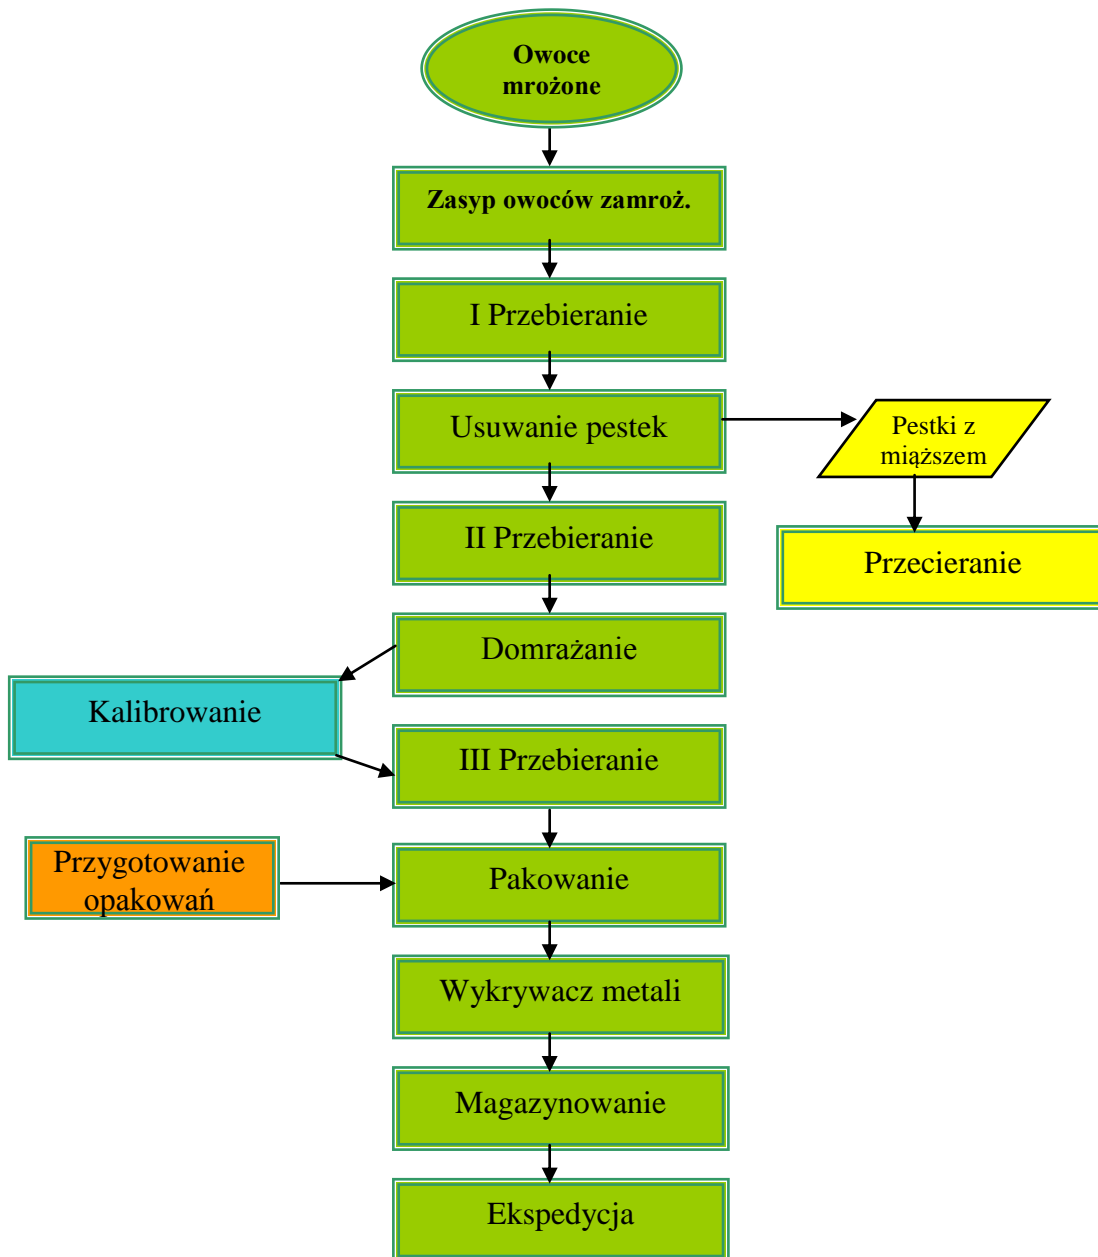 Owoce
mrożone
Zasyp owoców zamroż.
I Przebieranie
Usuwanie pestek
Pestki z
miąższem
II Przebieranie
Przecieranie
Domrażanie
Kalibrowanie
III Przebieranie
Przygotowanie
opakowań
Pakowanie
Wykrywacz metali
Magazynowanie
Ekspedycja